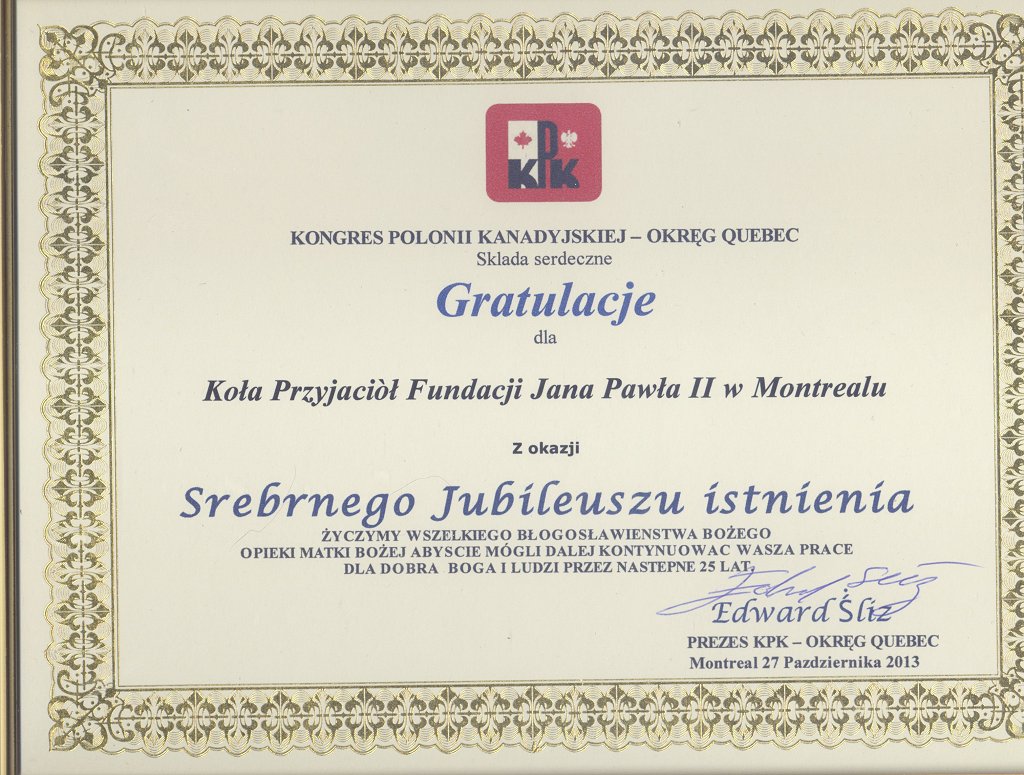 KPK
KONGRES POLONII KANADYJSKIEJ – OKRĘG QUEBEC
Sklada serdeczne
Gratulacje
dla
Koła Przyjaciòł Fundacji Jana Pawła II w Montrealu
Z okazji
Srebrnego Jubileuszu istnienia
ŻYCZYMY WSZELKIEGO BŁOGOSŁAWIENSTWA BOŻEGO
OPIEKI MATKI BOŻEJ ABYSCIE MÓGLI DALEJ KONTYNUOWAC WASZA PRACE
DLA DOBRA BOGA I LUDZI PRZEZ NASTEPNE 25 LAT.
Edward Śliz
PREZES KPK – OKRĘG QUEBEC
Montreal 27 Pazdziernika 2013